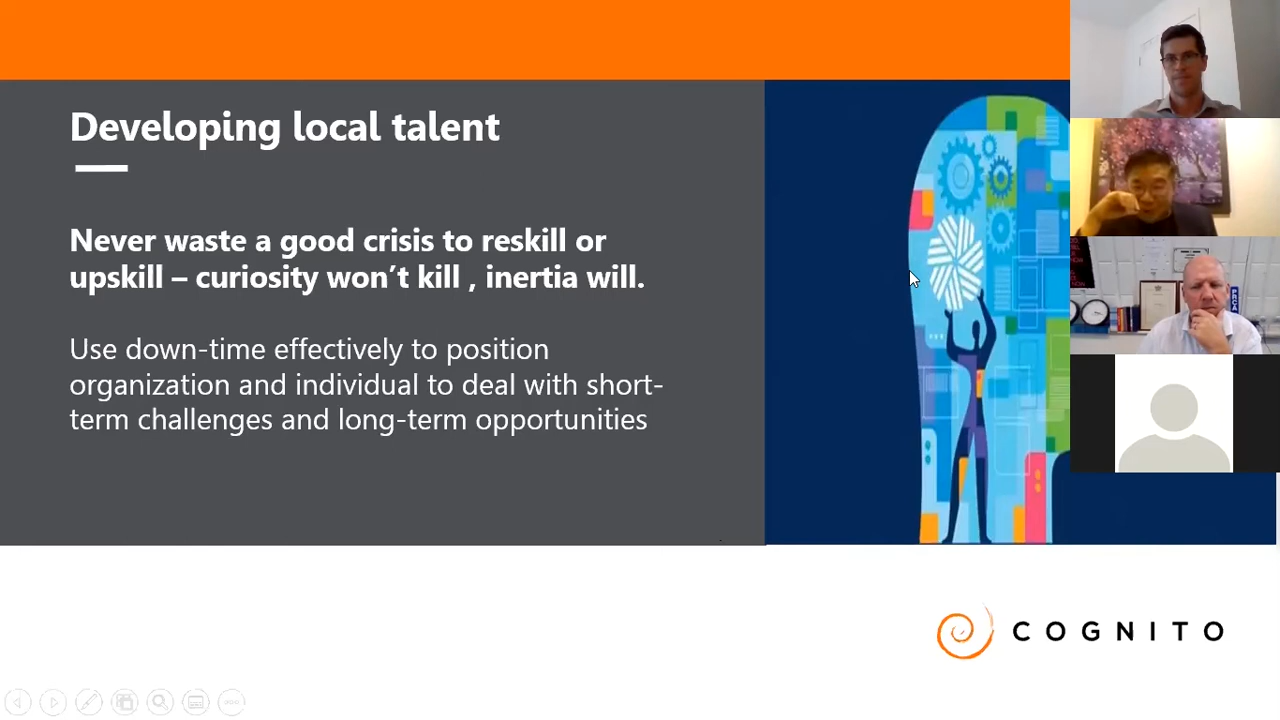 Developing local talent
Never waste a good crisis to reskill or
upskill – curiosity won't kill , inertia will.
Use down-time effectively to position
organization and individual to deal with short-
term challenges and long-term opportunities
PRCA
COGNITO